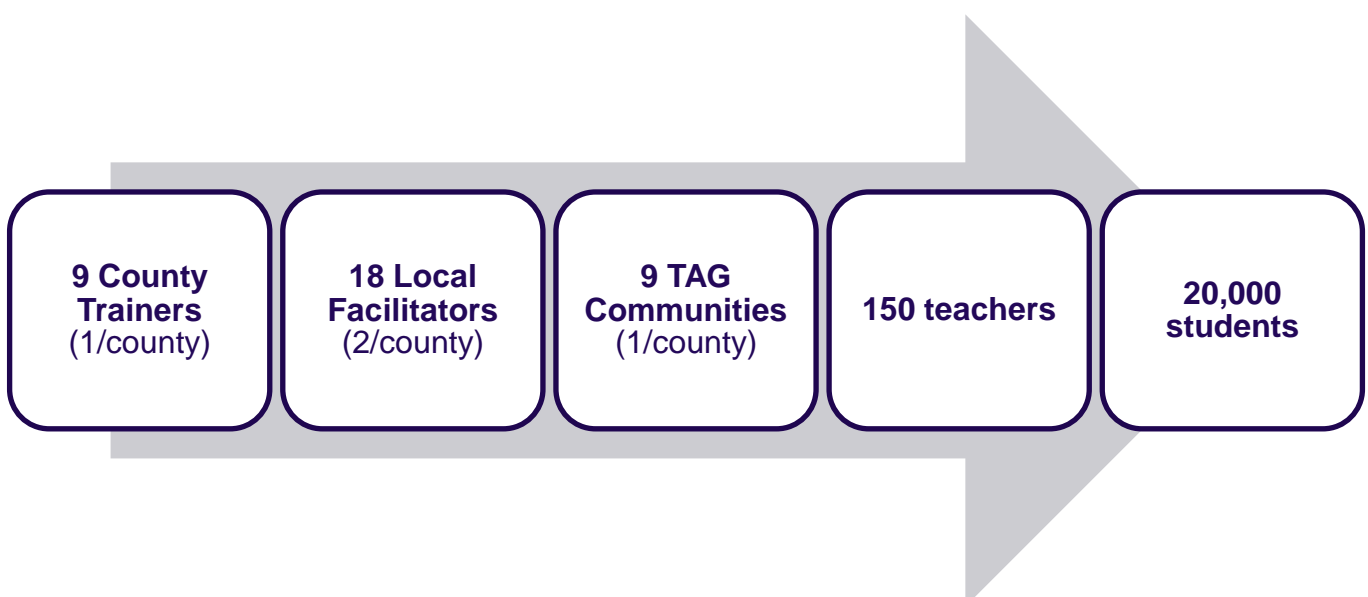 9 County
Trainers
(1/county)
18 Local
Facilitators
(2/county)
9 TAG
Communities
(1/county)
150 teachers
20,000
students